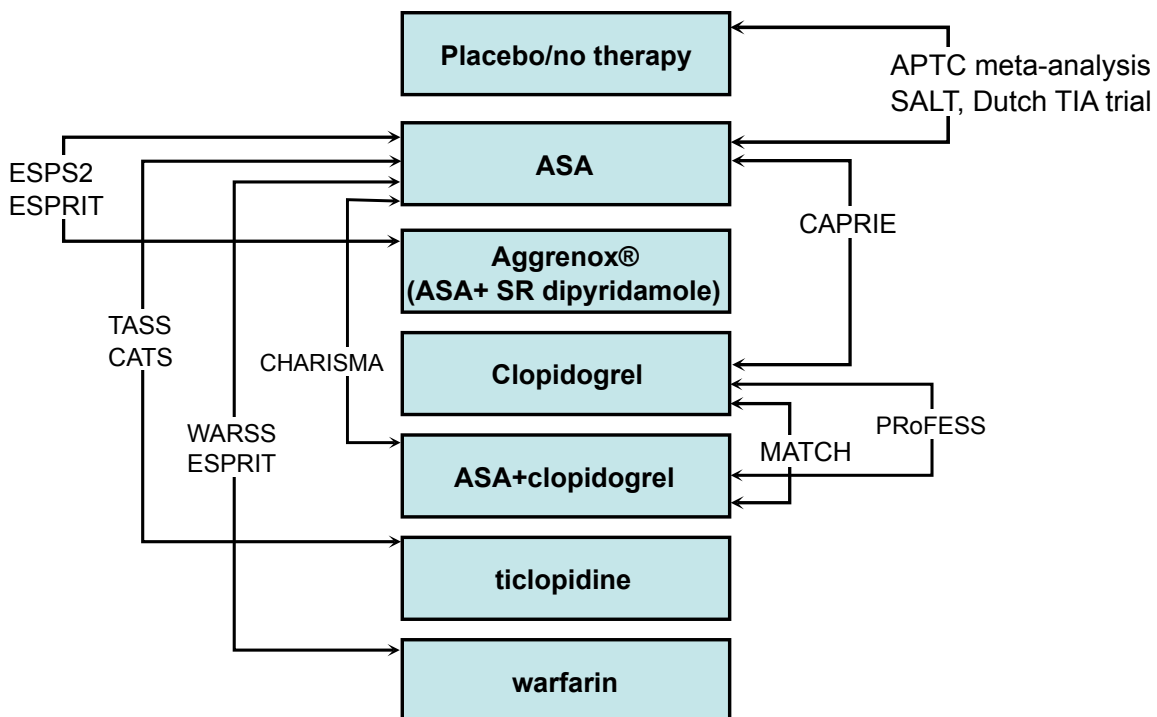 Placebo/no therapy
APTC meta-analysis
SALT, Dutch TIA trial
ASA
ESPS2
ESPRIT
CAPRIE
Aggrenox®
(ASA+ SR dipyridamole)
TASS
CATS
CHARISMA
Clopidogrel
PRoFESS
WARSS
ESPRIT
MATCH
ASA+clopidogrel
ticlopidine
warfarin